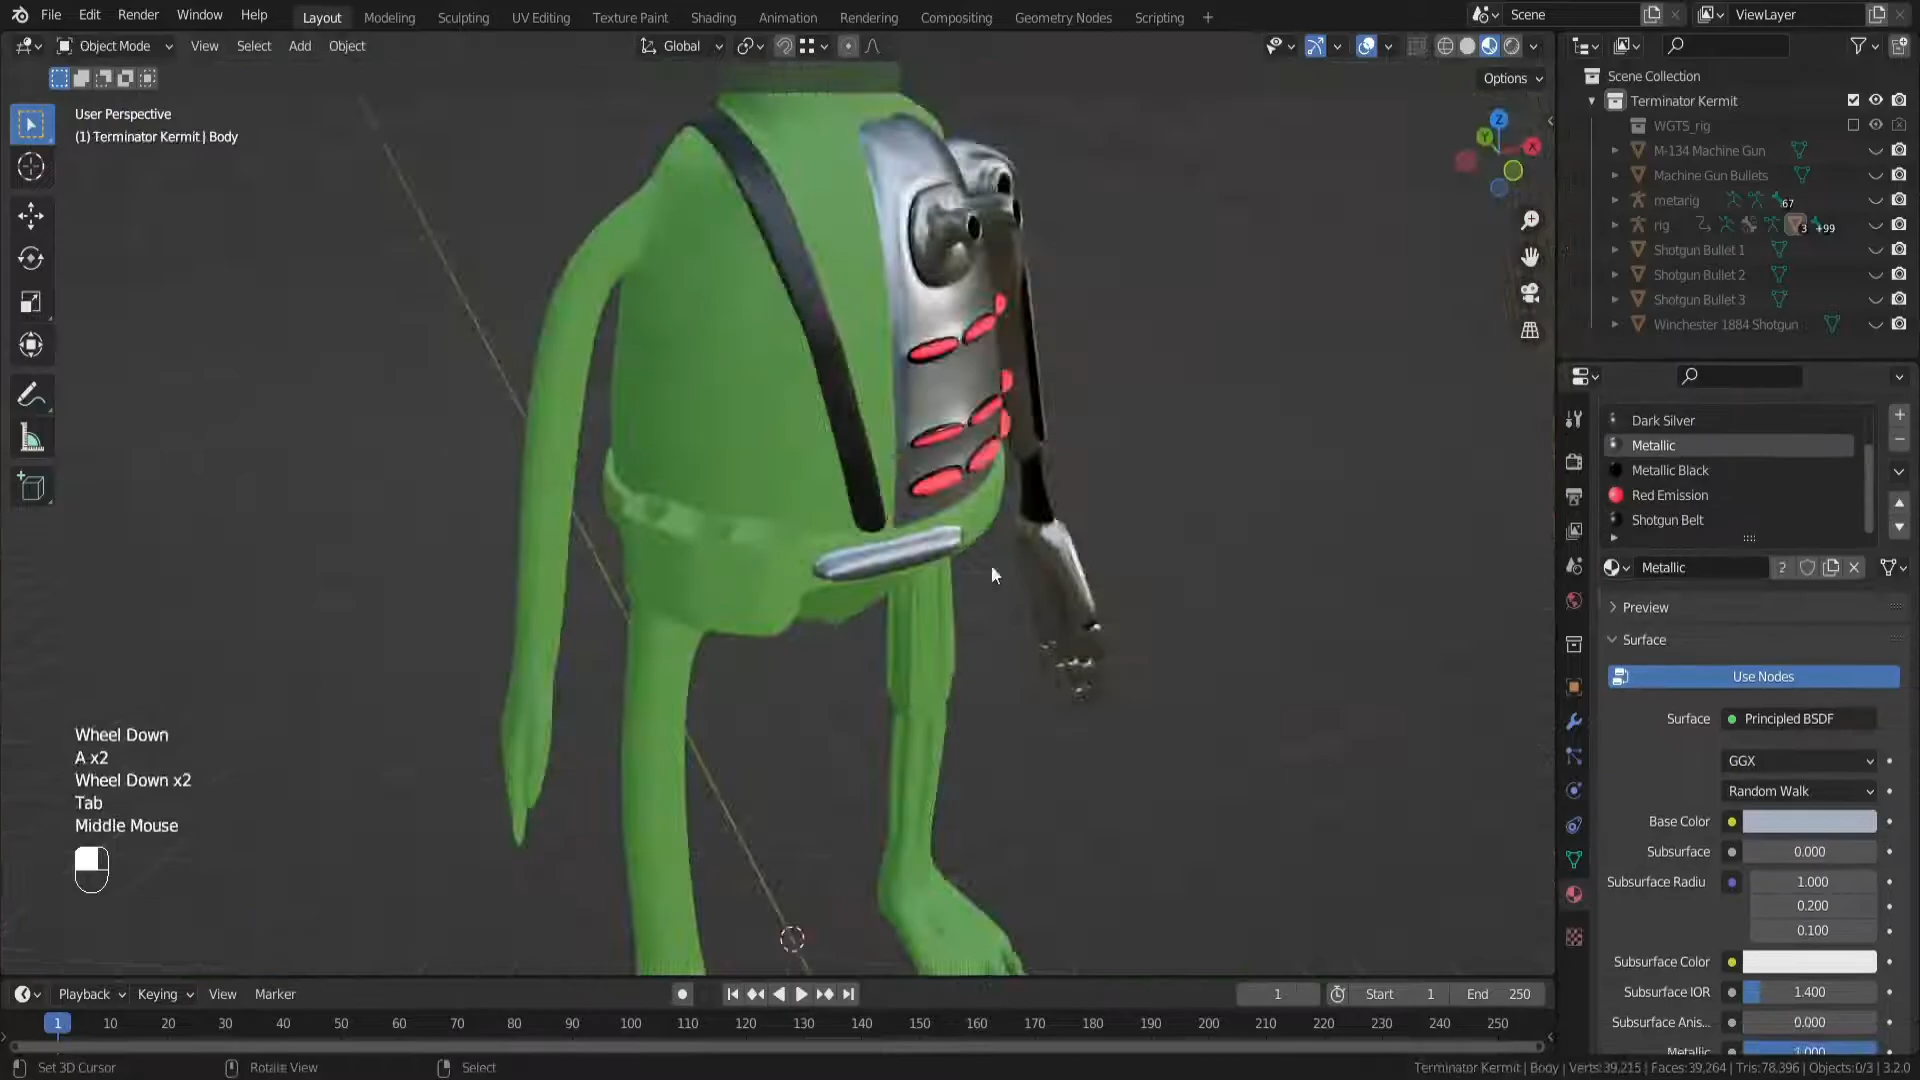 File Edit Render Window Help Layout Modeling Sculpting UV Editing Texture Paint Shading Animation Rendering Compositing Geometry Nodes Scripting + Scene ViewLayer
Object Mode View Select Add Object Global
Options
User Perspective
(1) Terminator Kermit | Body
Z
Y
X
Scene Collection
Terminator Kermit
WGTS_rig
M-134 Machine Gun
Machine Gun Bullets
metarig 67
rig 3 +99
Shotgun Bullet 1
Shotgun Bullet 2
Shotgun Bullet 3
Winchester 1884 Shotgun
Dark Silver
Metallic
Metallic Black
Red Emission
Shotgun Belt
Metallic 2
Preview
Surface
Use Nodes
Surface Principled BSDF
GGX
Random Walk
Base Color
Subsurface 0.000
Subsurface Radiu 1.000
0.200
0.100
Subsurface Color
Subsurface IOR 1.400
Subsurface Anis... 0.000
Metallic 1.000
Wheel Down
A x2
Wheel Down x2
Tab
Middle Mouse
Playback Keying View Marker 1 Start 1 End 250
1 10 20 30 40 50 60 70 80 90 100 110 120 130 140 150 160 170 180 190 200 210 220 230 240 250
Set 3D Cursor Rotate View Select Terminator Kermit | Body | Verts:39,215 | Faces:39,264 | Tris:78,396 | Objects:0/3 | 3.2.0